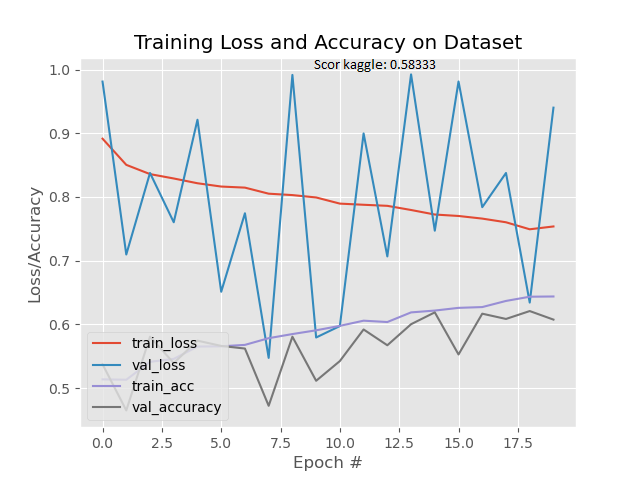 Training Loss and Accuracy on Dataset
Scor kaggle: 0.58333
1.0
0.9
0.8
0.7
0.6
0.5
Loss/Accuracy
train_loss
val_loss
train_acc
val_accuracy
0.0 2.5 5.0 7.5 10.0 12.5 15.0 17.5
Epoch #